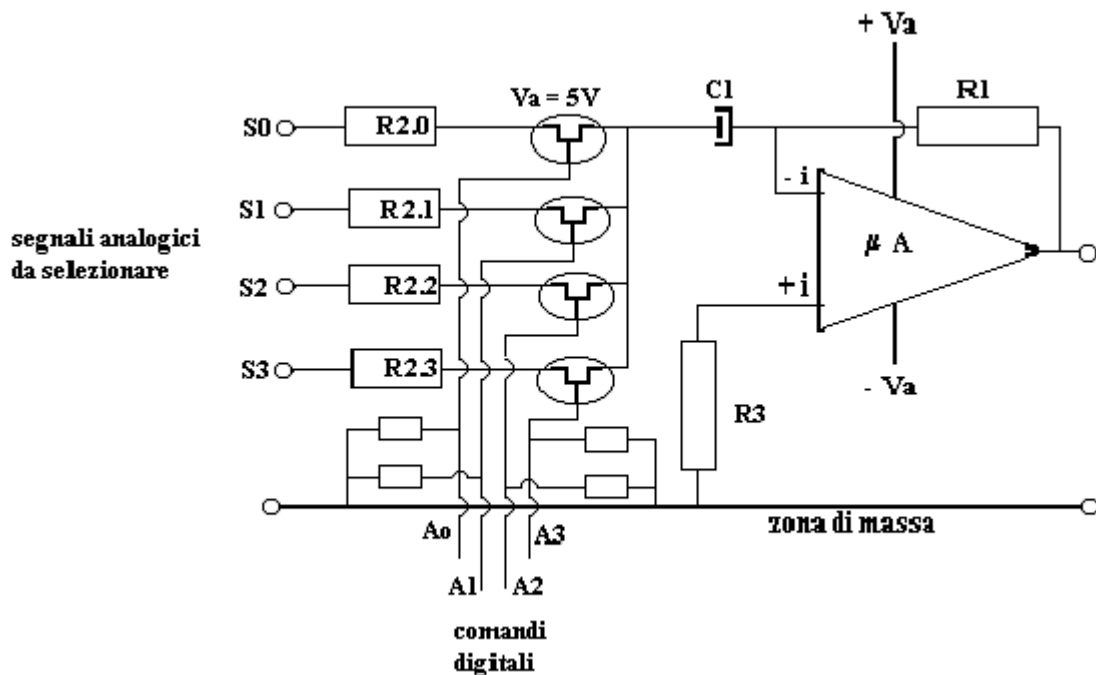 + Va
Va = 5V
C1
R1
S0
R2.0
- i
S1
R2.1
μ A
segnali analogici
da selezionare
S2
R2.2
+i
S3
R2.3
- Va
R3
Ao
A3
zona di massa
A1
A2
comandi
digitali